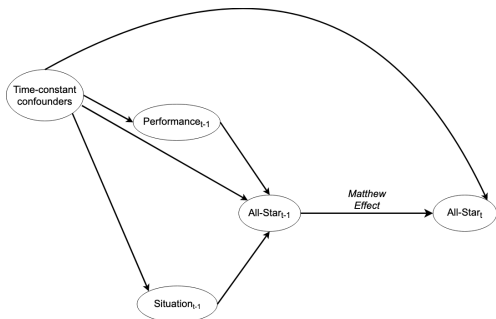 Time-constant
confounders
Performance_t-1
Matthew
Effect
All-Star_t-1
All-Star_t
Situation_t-1